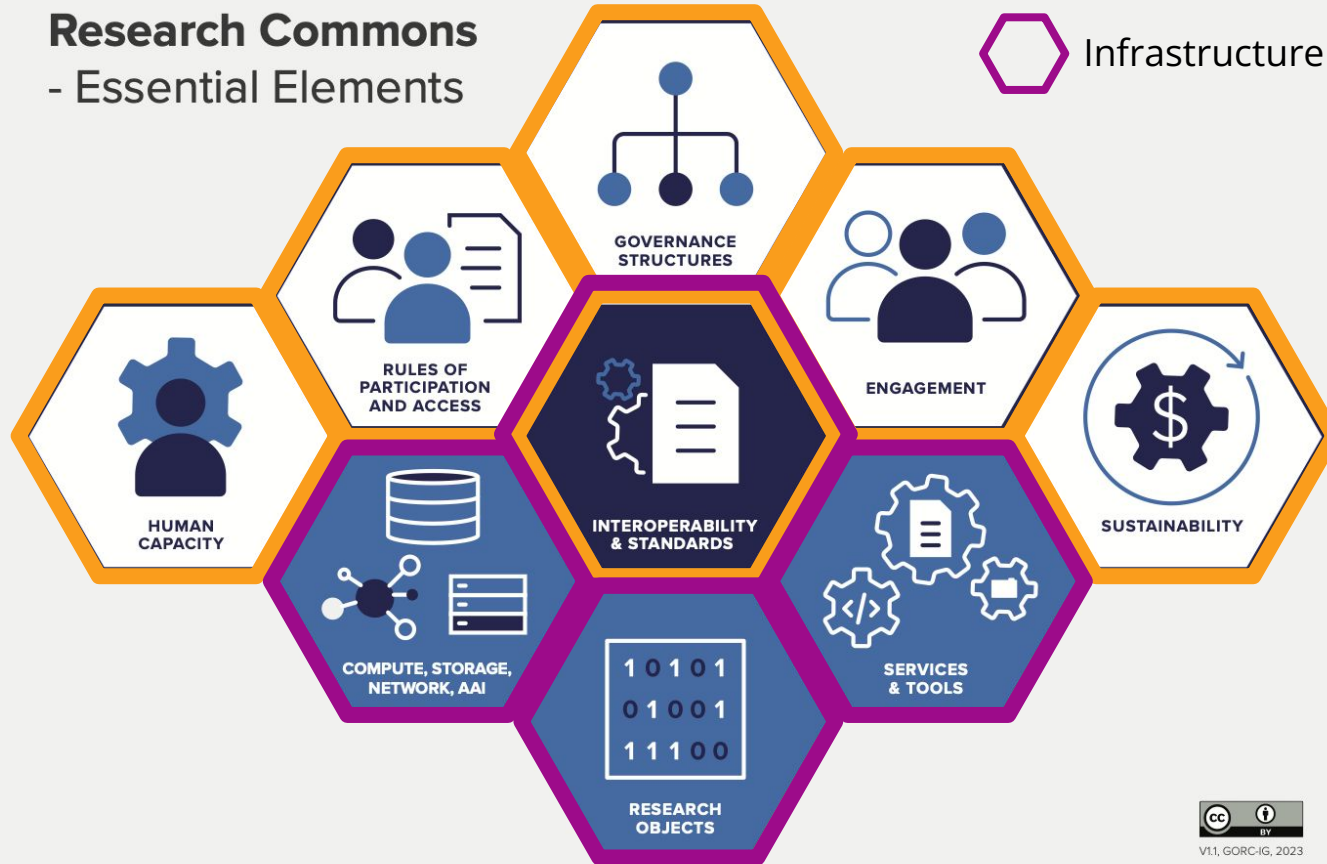 Research Commons
- Essential Elements
Infrastructure
GOVERNANCE
STRUCTURES
RULES OF
PARTICIPATION
AND ACCESS
ENGAGEMENT
HUMAN
CAPACITY
INTEROPERABILITY
& STANDARDS
$
SUSTAINABILITY
COMPUTE, STORAGE,
NETWORK, AAI
</>
SERVICES
& TOOLS
1 0 1 0 1
0 1 0 0 1
1 1 1 0 0
RESEARCH
OBJECTS
cc
BY
V1.1, GORC-IG, 2023